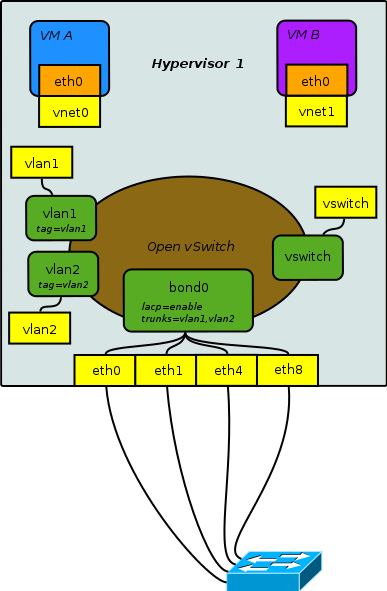 VM A
VM B
Hypervisor 1
eth0
eth0
vnet0
vnet1
vlan1
vswitch
vlan1
tag=vlan1
Open vSwitch
vswitch
vlan2
tag=vlan2
bond0
lacp=enable
trunks=vlan1,vlan2
vlan2
eth0
eth1
eth4
eth8